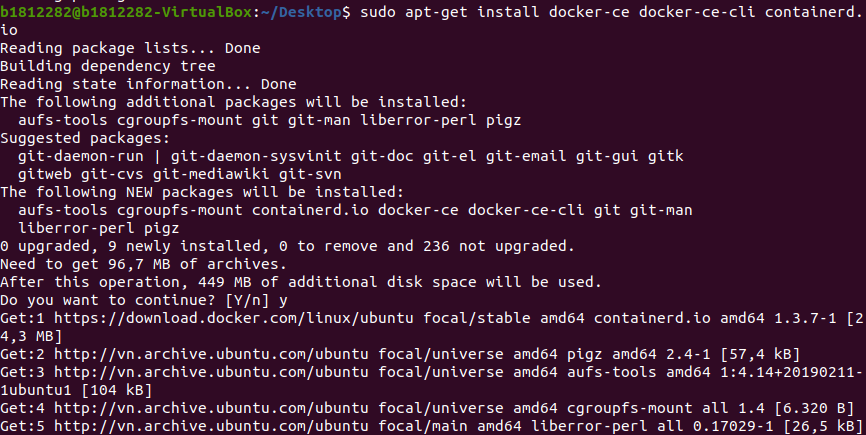 b1812282@b1812282-VirtualBox:~/Desktop$ sudo apt-get install docker-ce docker-ce-cli containerd.
io
Reading package lists... Done
Building dependency tree
Reading state information... Done
The following additional packages will be installed:
  aufs-tools cgroupfs-mount git git-man liberror-perl pigz
Suggested packages:
  git-daemon-run | git-daemon-sysvinit git-doc git-el git-email git-gui gitk
  gitweb git-cvs git-mediawiki git-svn
The following NEW packages will be installed:
  aufs-tools cgroupfs-mount containerd.io docker-ce docker-ce-cli git git-man
  liberror-perl pigz
0 upgraded, 9 newly installed, 0 to remove and 236 not upgraded.
Need to get 96,7 MB of archives.
After this operation, 449 MB of additional disk space will be used.
Do you want to continue? [Y/n] y
Get:1 https://download.docker.com/linux/ubuntu focal/stable amd64 containerd.io amd64 1.3.7-1 [2
4,3 MB]
Get:2 http://vn.archive.ubuntu.com/ubuntu focal/universe amd64 pigz amd64 2.4-1 [57,4 kB]
Get:3 http://vn.archive.ubuntu.com/ubuntu focal/universe amd64 aufs-tools amd64 1:4.14+20190211-
1ubuntu1 [104 kB]
Get:4 http://vn.archive.ubuntu.com/ubuntu focal/universe amd64 cgroupfs-mount all 1.4 [6.320 B]
Get:5 http://vn.archive.ubuntu.com/ubuntu focal/main amd64 liberror-perl all 0.17029-1 [26,5 kB]